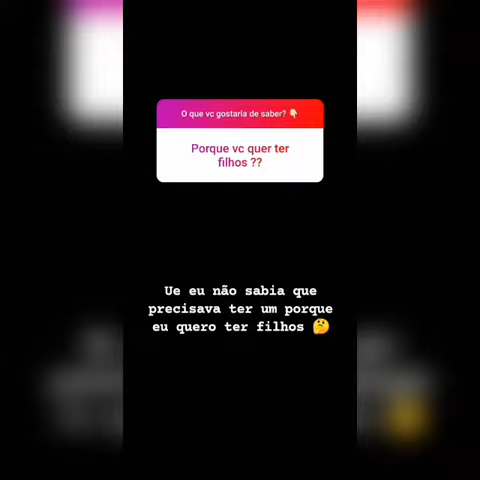 O que vc gostaria de saber? 👇🏻
Porque vc quer ter
filhos ??
Ue eu não sabia que
precisava ter um porque
eu quero ter filhos 🤔